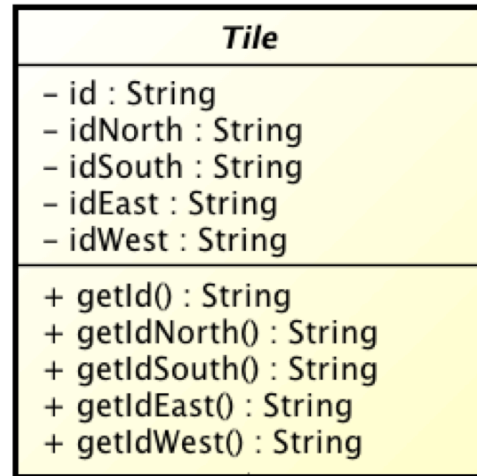 Tile
– id : String
– idNorth : String
– idSouth : String
– idEast : String
– idWest : String
+ getId() : String
+ getIdNorth() : String
+ getIdSouth() : String
+ getIdEast() : String
+ getIdWest() : String